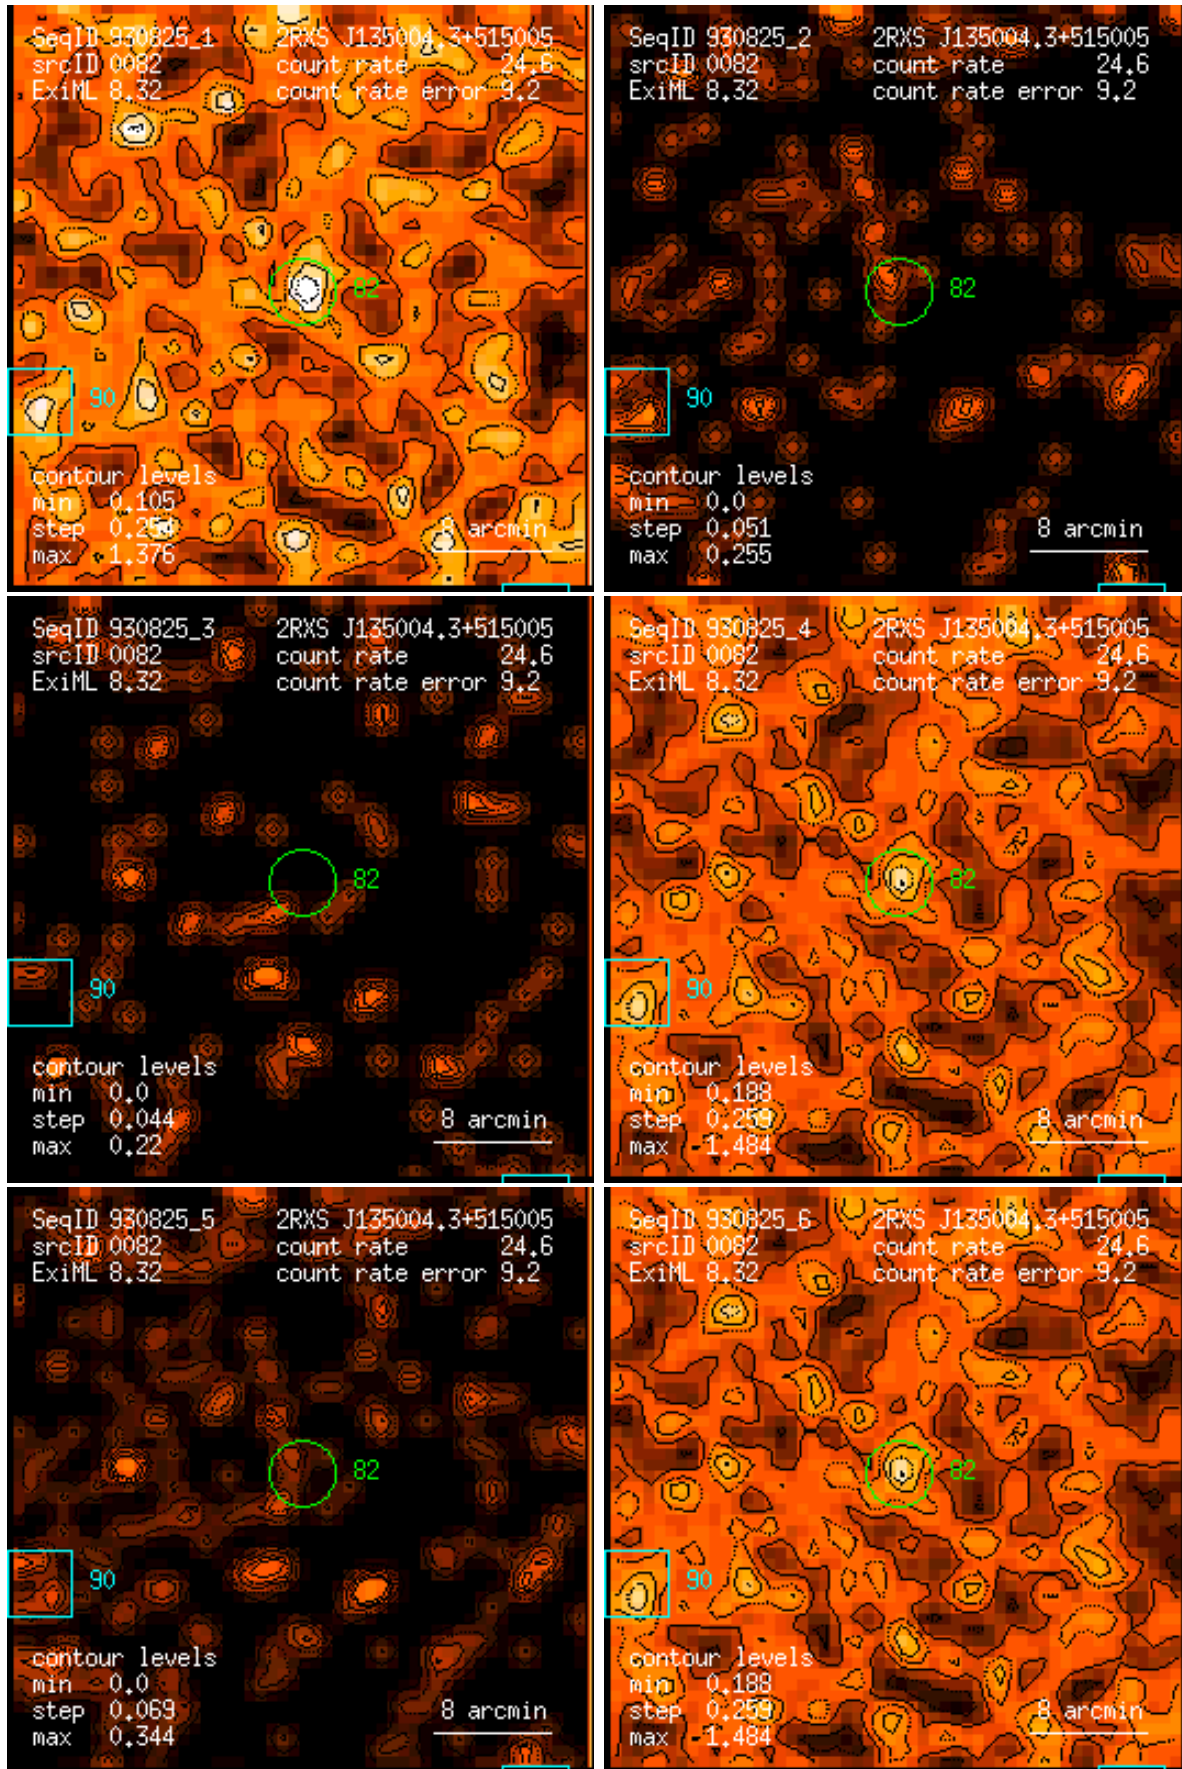 SeqID 930825_1 2RXS J135004.3+515005
srcID 0082 count rate 24.6
ExiML 8.32 count rate error 9.2
82
90
contour levels
min 0.105
step 0.254 8 arcmin
max 1.376
SeqID 930825_2 2RXS J135004.3+515005
srcID 0082 count rate 24.6
ExiML 8.32 count rate error 9.2
82
90
contour levels
min 0.0
step 0.051 8 arcmin
max 0.255
SeqID 930825_3 2RXS J135004.3+515005
srcID 0082 count rate 24.6
ExiML 8.32 count rate error 9.2
82
90
contour levels
min 0.0
step 0.044 8 arcmin
max 0.22
SeqID 930825_4 2RXS J135004.3+515005
srcID 0082 count rate 24.6
ExiML 8.32 count rate error 9.2
82
90
contour levels
min 0.188
step 0.259 8 arcmin
max 1.484
SeqID 930825_5 2RXS J135004.3+515005
srcID 0082 count rate 24.6
ExiML 8.32 count rate error 9.2
82
90
contour levels
min 0.0
step 0.069 8 arcmin
max 0.344
SeqID 930825_6 2RXS J135004.3+515005
srcID 0082 count rate 24.6
ExiML 8.32 count rate error 9.2
82
90
contour levels
min 0.188
step 0.259 8 arcmin
max 1.484